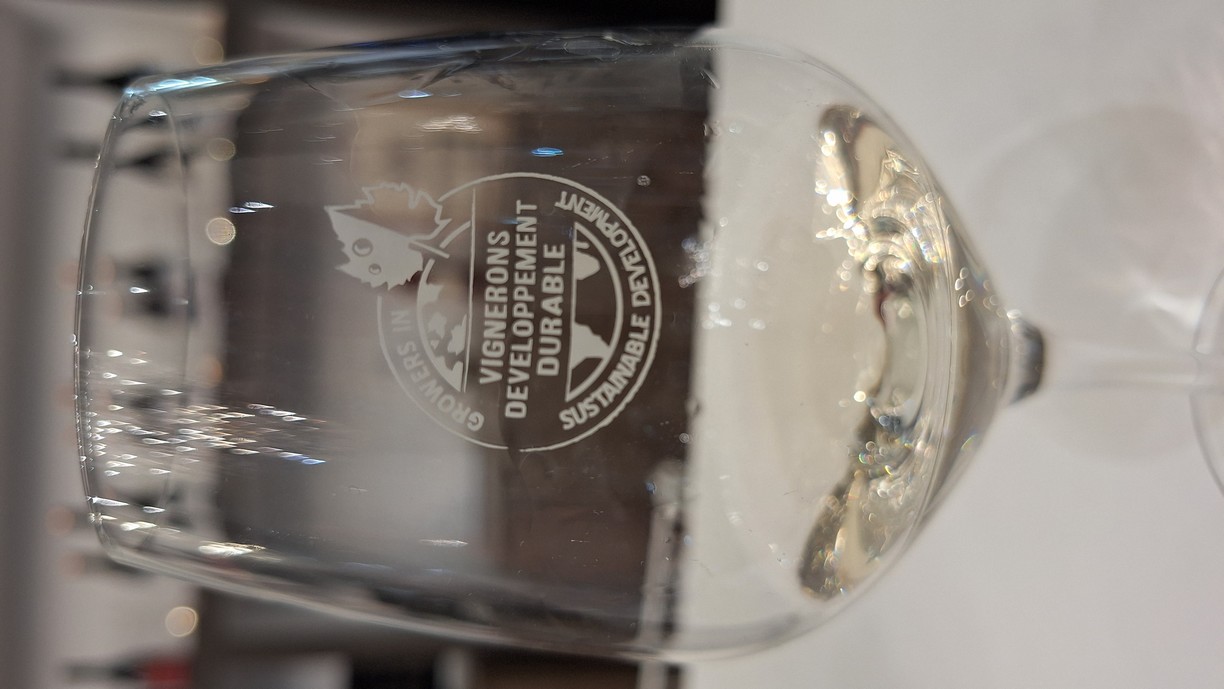 GROWERS IN
VIGNERONS
DEVELOPPEMENT
DURABLE
SUSTAINABLE DEVELOPMENT